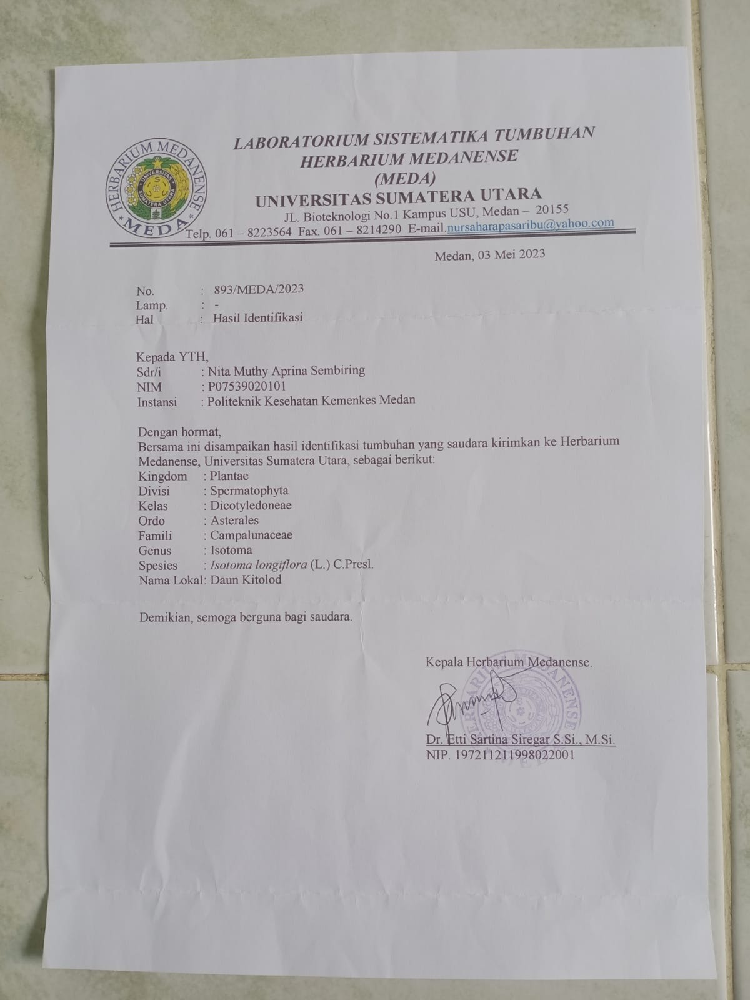 LABORATORIUM SISTEMATIKA TUMBUHAN
HERBARIUM MEDANENSE
(MEDA)
UNIVERSITAS SUMATERA UTARA
JL. Bioteknologi No.1 Kampus USU, Medan – 20155
Telp. 061 – 8223564 Fax. 061 – 8214290 E-mail.nursaharapasaribu@yahoo.com
HERBARIUM MEDANENSE
* MEDA *
UNIVERSITAS
SUMATERA UTARA
Medan, 03 Mei 2023
No. : 893/MEDA/2023
Lamp. : -
Hal : Hasil Identifikasi
Kepada YTH,
Sdr/i : Nita Muthy Aprina Sembiring
NIM : P07539020101
Instansi : Politeknik Kesehatan Kemenkes Medan
Dengan hormat,
Bersama ini disampaikan hasil identifikasi tumbuhan yang saudara kirimkan ke Herbarium
Medanense, Universitas Sumatera Utara, sebagai berikut:
Kingdom : Plantae
Divisi : Spermatophyta
Kelas : Dicotyledoneae
Ordo : Asterales
Famili : Campalunaceae
Genus : Isotoma
Spesies : Isotoma longiflora (L.) C.Presl.
Nama Lokal: Daun Kitolod
Demikian, semoga berguna bagi saudara.
Kepala Herbarium Medanense.
HERBARIUM MEDANENSE
Dr. Etti Sartina Siregar S.Si., M.Si.
NIP. 197211211998022001